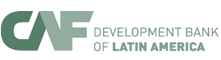 CAF
DEVELOPMENT BANK
OF LATIN AMERICA